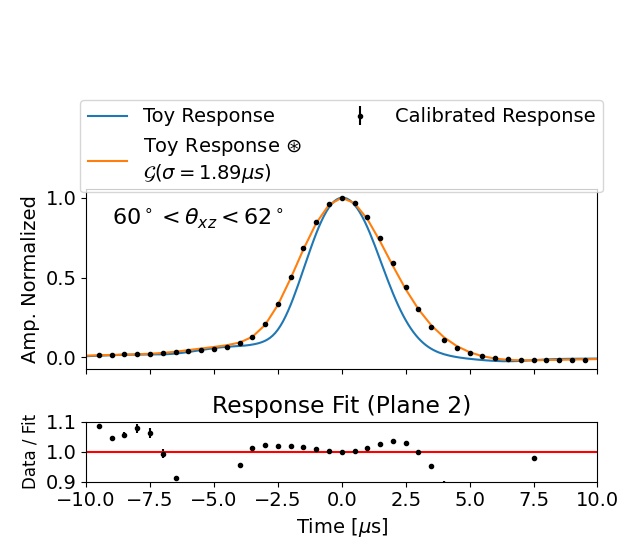 Toy Response
Calibrated Response
Toy Response ⊛
𝒢(σ = 1.89μs)
60° < θxz < 62°
Amp. Normalized
1.0
0.5
0.0
Response Fit (Plane 2)
Data / Fit
1.1
1.0
0.9
−10.0 −7.5 −5.0 −2.5 0.0 2.5 5.0 7.5 10.0
Time [μs]